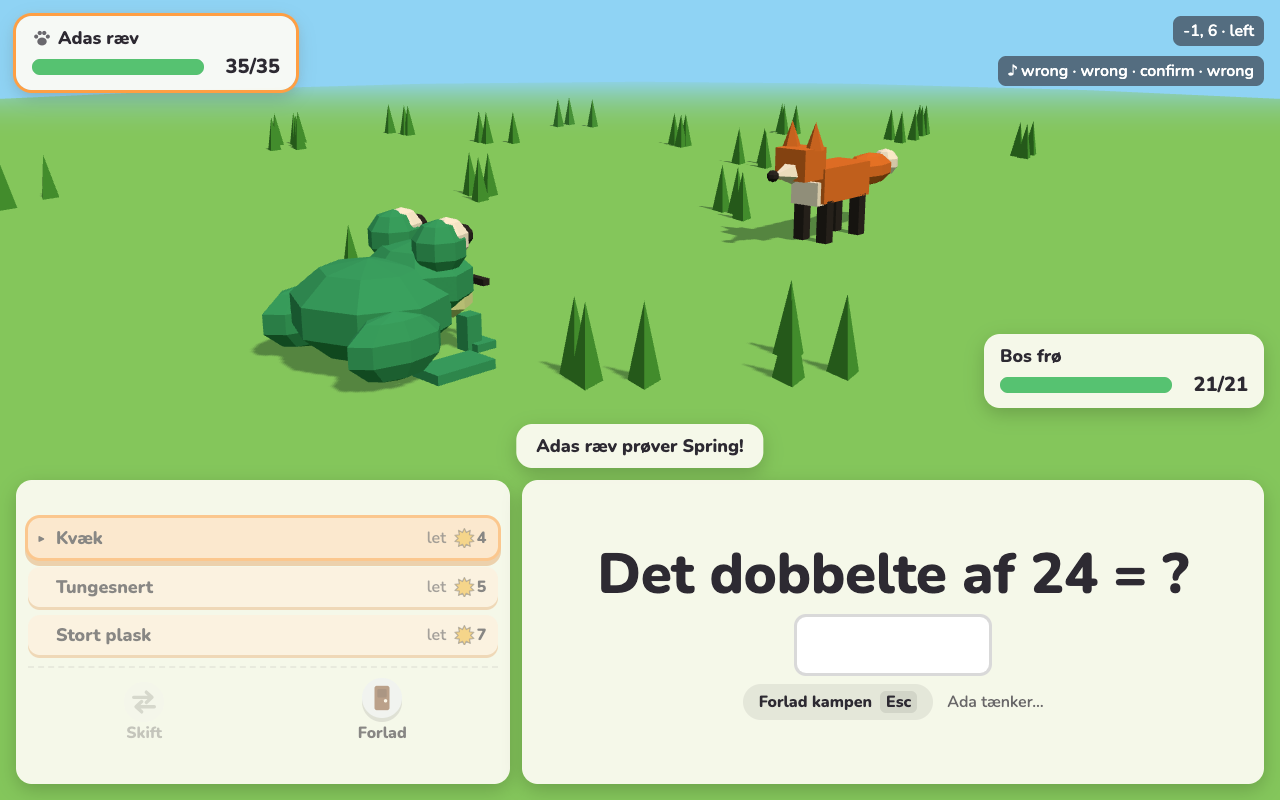 Adas ræv
35/35
-1, 6 · left
♪ wrong · wrong · confirm · wrong
Bos frø
21/21
Adas ræv prøver Spring!
▸ Kvæk let 4
Tungesnert let 5
Stort plask let 7
Skift
Forlad
Det dobbelte af 24 = ?
Forlad kampen Esc
Ada tænker...